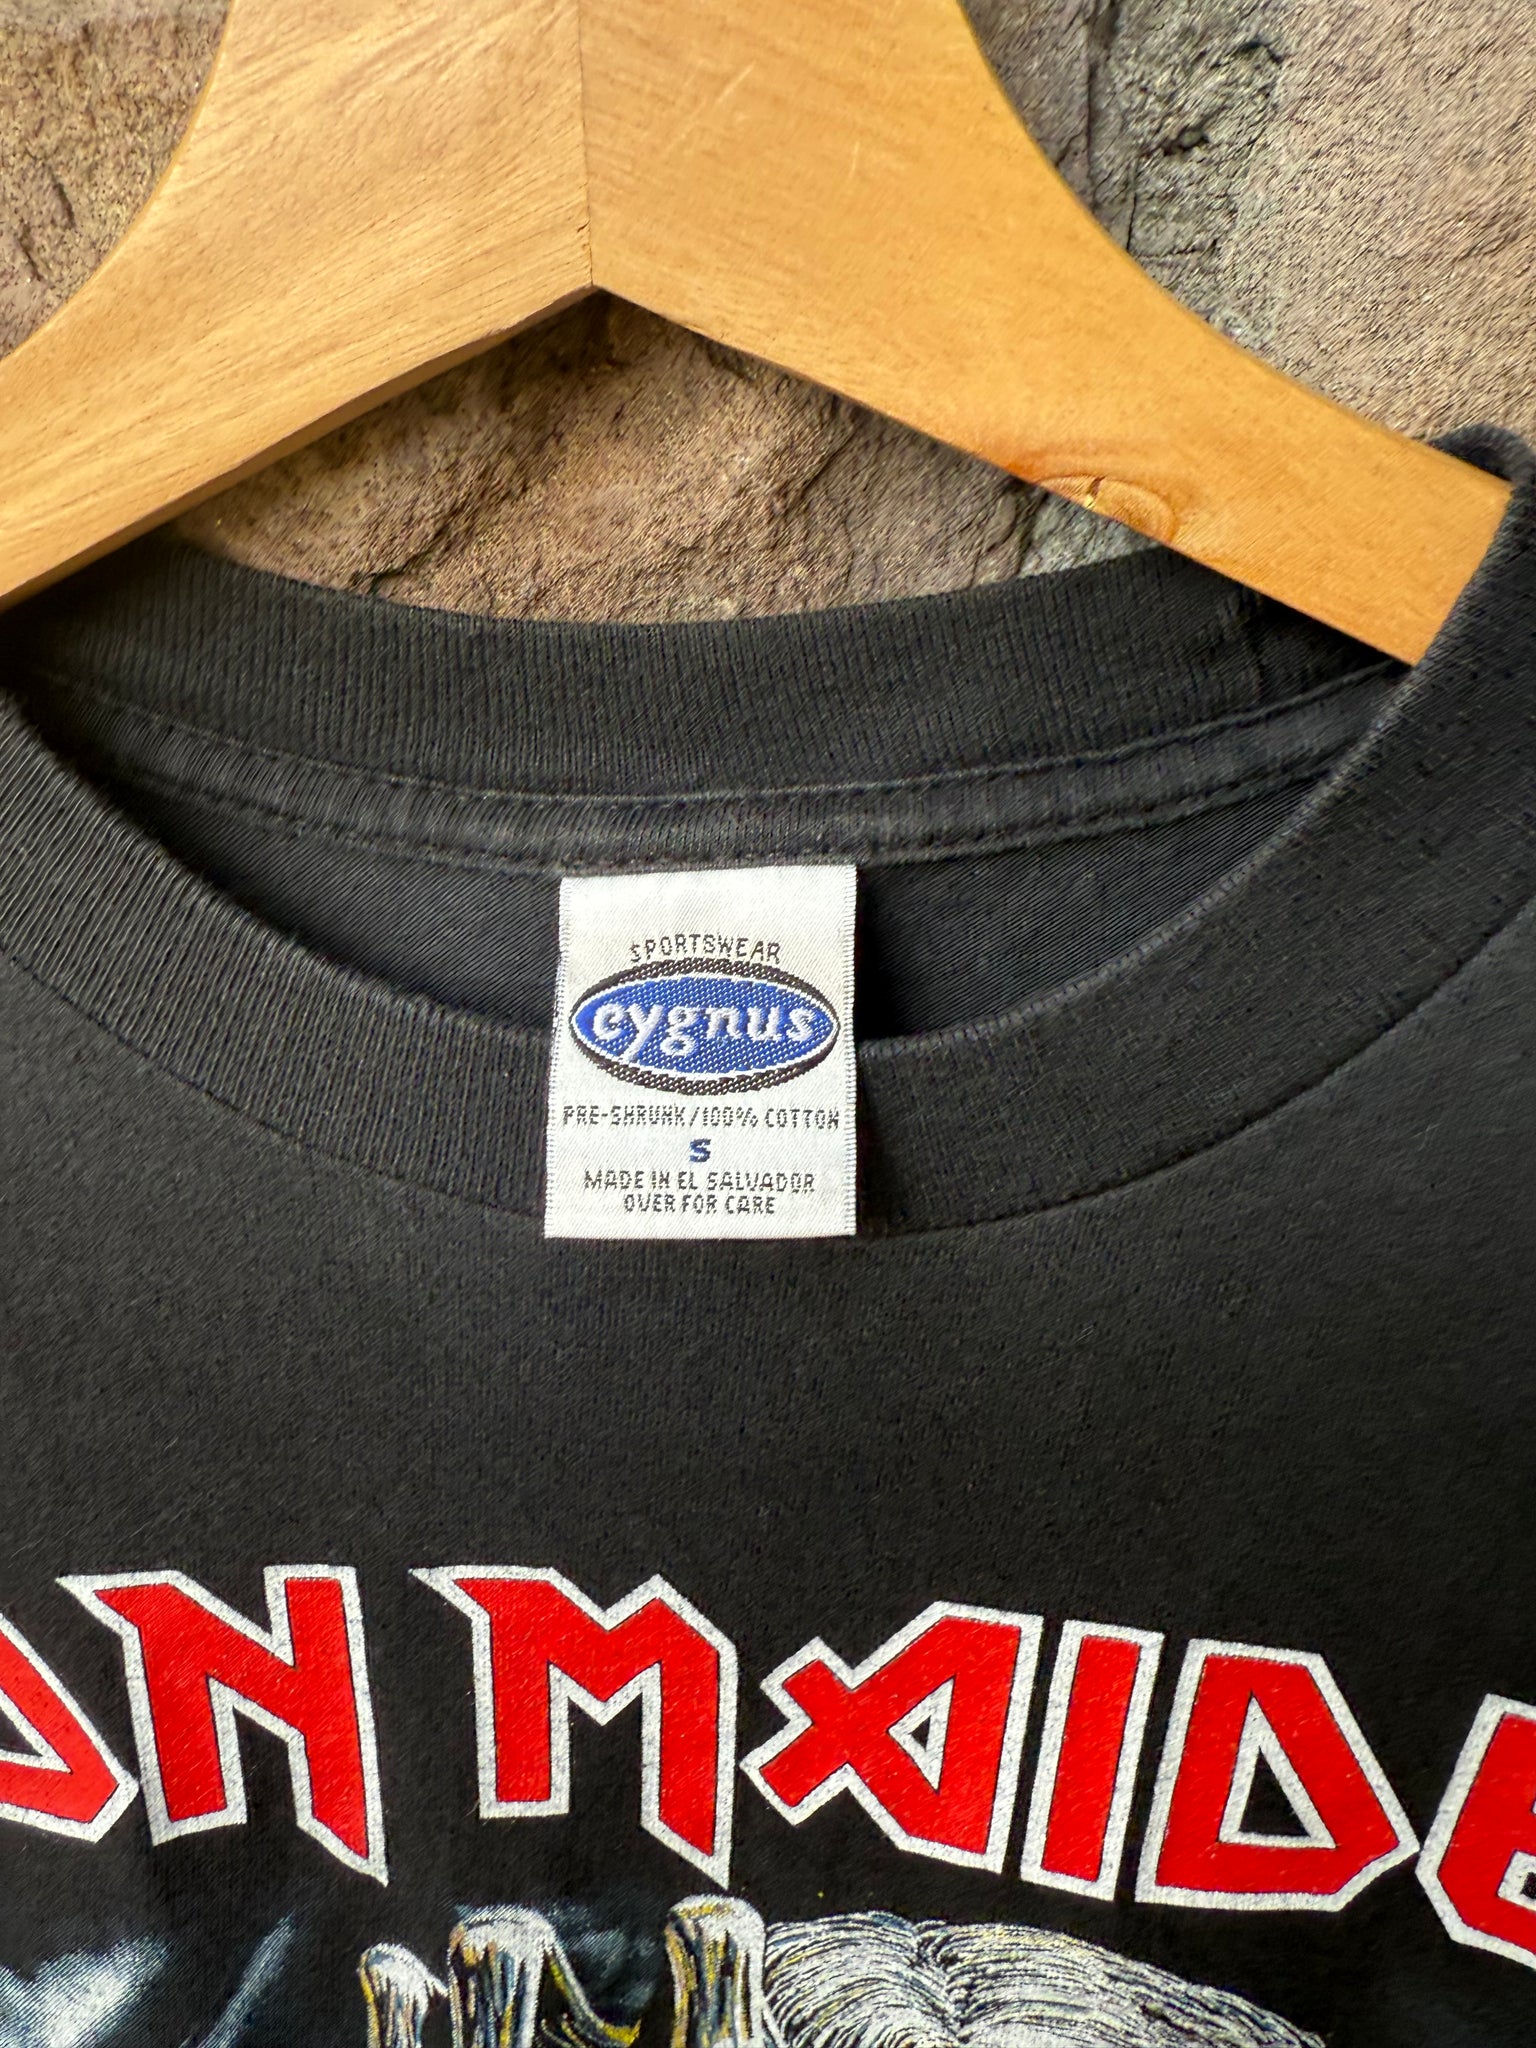 SPORTSWEAR
cygnus
PRE-SHRUNK/100% COTTON
S
MADE IN EL SALVADOR
OVER FOR CARE
ON MAIDE